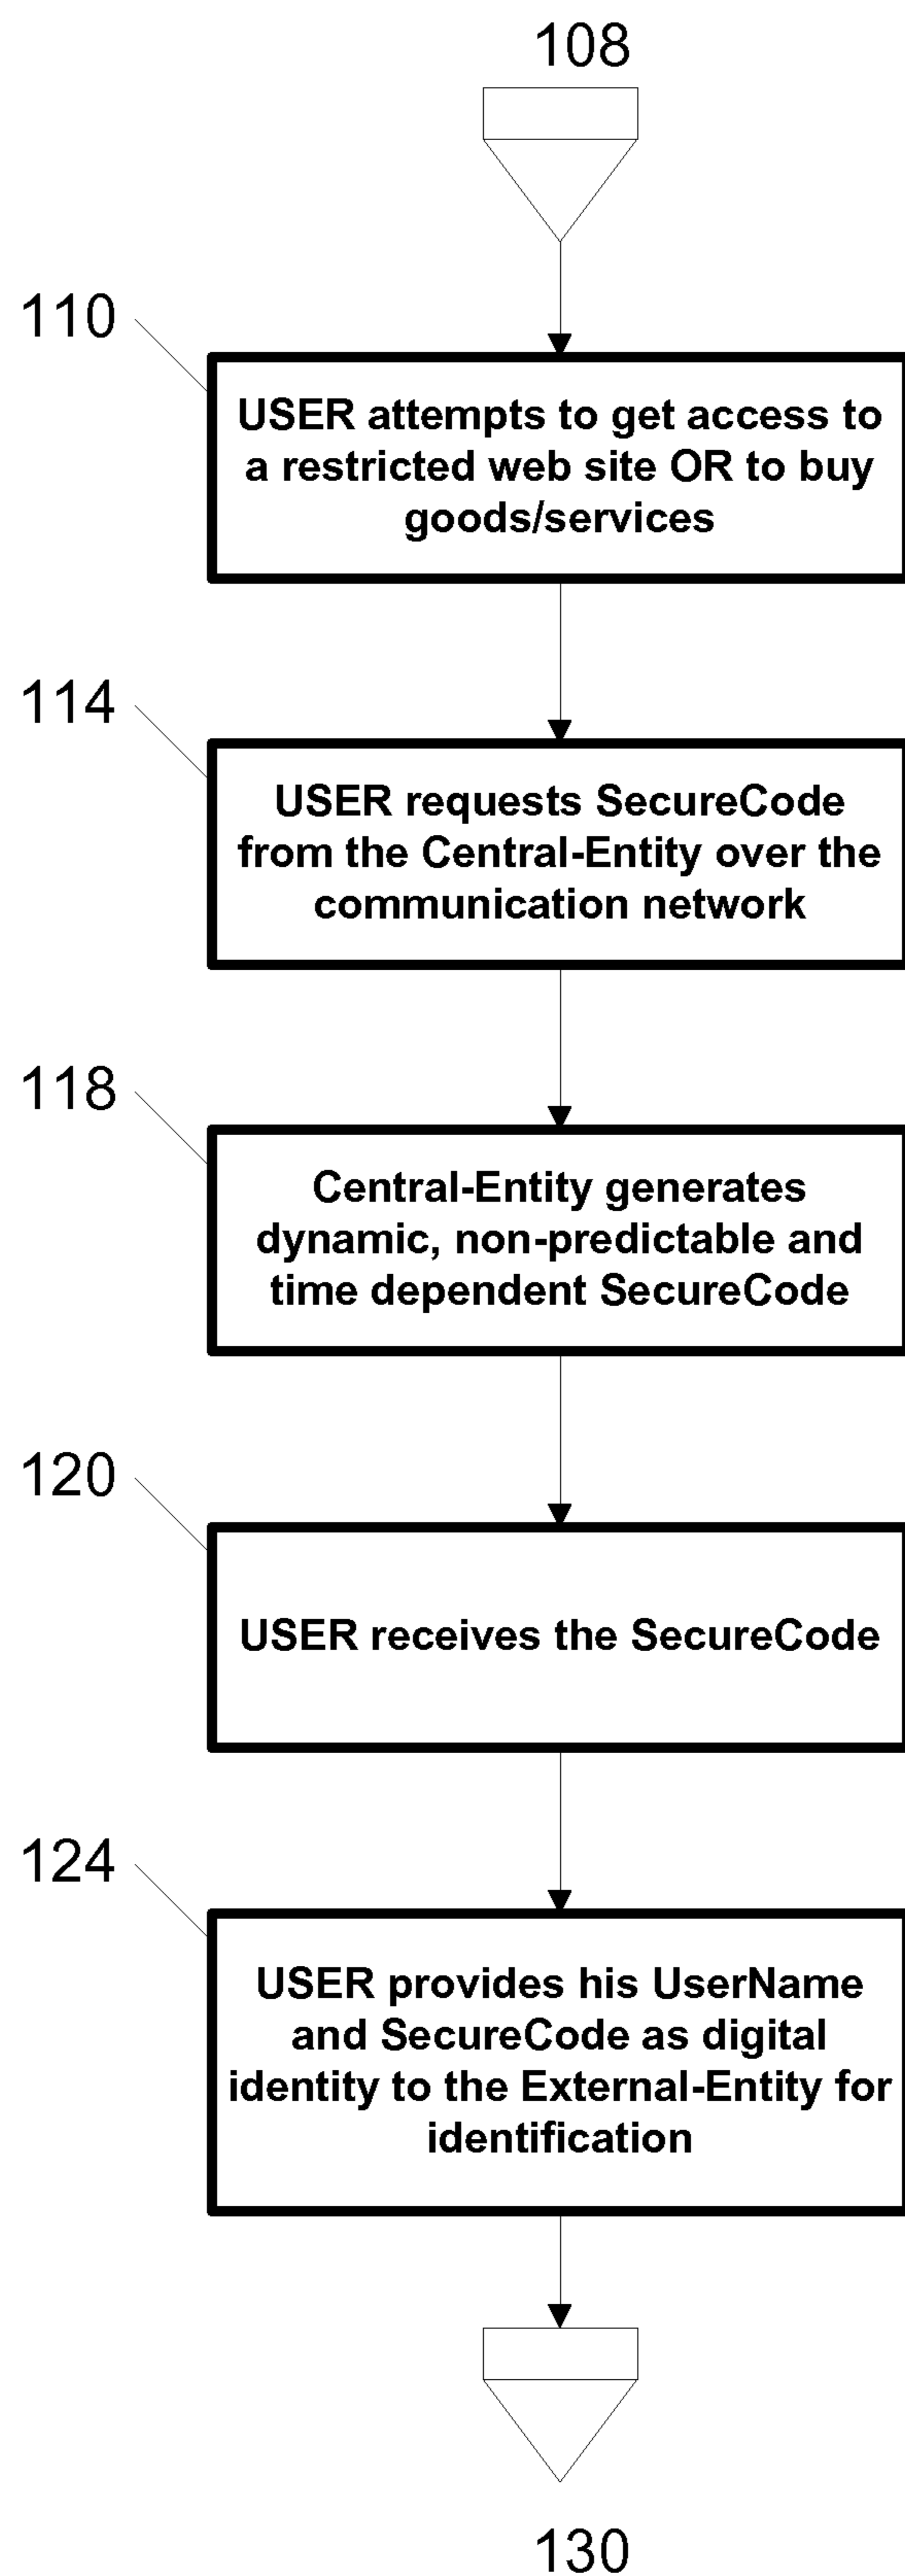 108
110
USER attempts to get access to
a restricted web site OR to buy
goods/services
114
USER requests SecureCode
from the Central-Entity over the
communication network
118
Central-Entity generates
dynamic, non-predictable and
time dependent SecureCode
120
USER receives the SecureCode
124
USER provides his UserName
and SecureCode as digital
identity to the External-Entity for
identification
130